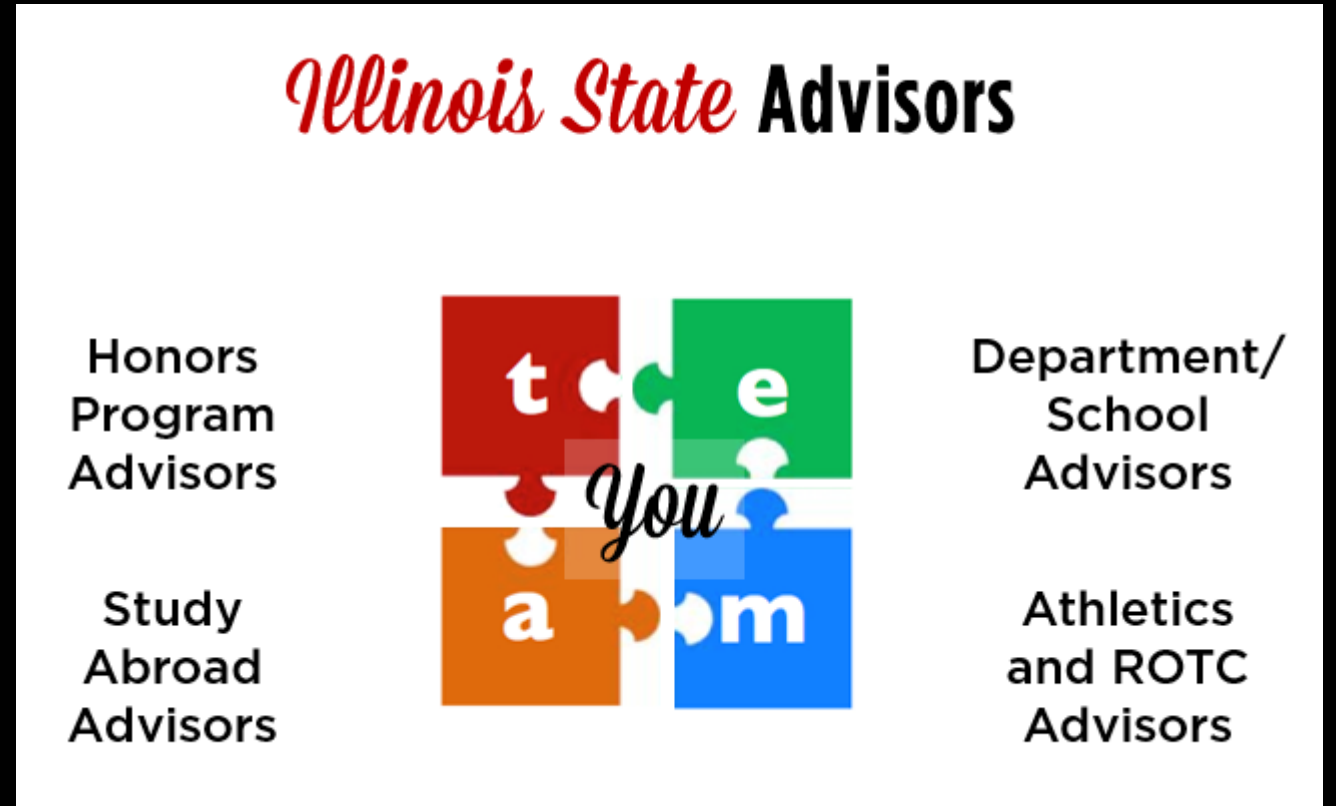 Illinois State Advisors
Honors
Program
Advisors
t e
You
a m
Department/
School
Advisors
Study
Abroad
Advisors
Athletics
and ROTC
Advisors